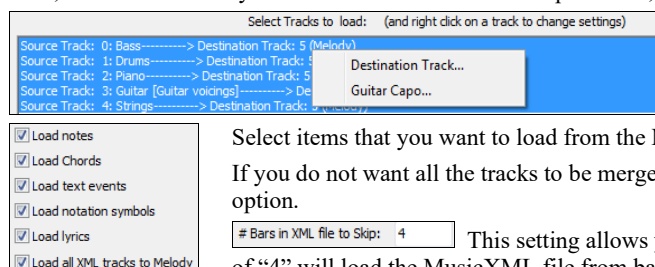 Select Tracks to load: (and right click on a track to change settings)
Source Track: 0: Bass----------> Destination Track: 5 (Melody)
Source Track: 1: Drums----------> Destination Track: 5
Source Track: 2: Piano----------> Destination Track: 5
Source Track: 3: Guitar [Guitar voicings]----------> De
Source Track: 4: Strings----------> Destination Track: 5 (Melody)
Destination Track...
Guitar Capo...
Load notes
Load Chords
Load text events
Load notation symbols
Load lyrics
Load all XML tracks to Melody
Select items that you want to load from the
If you do not want all the tracks to be merge
option.
# Bars in XML file to Skip: 4 This setting allows
of “4” will load the MusicXML file from ba